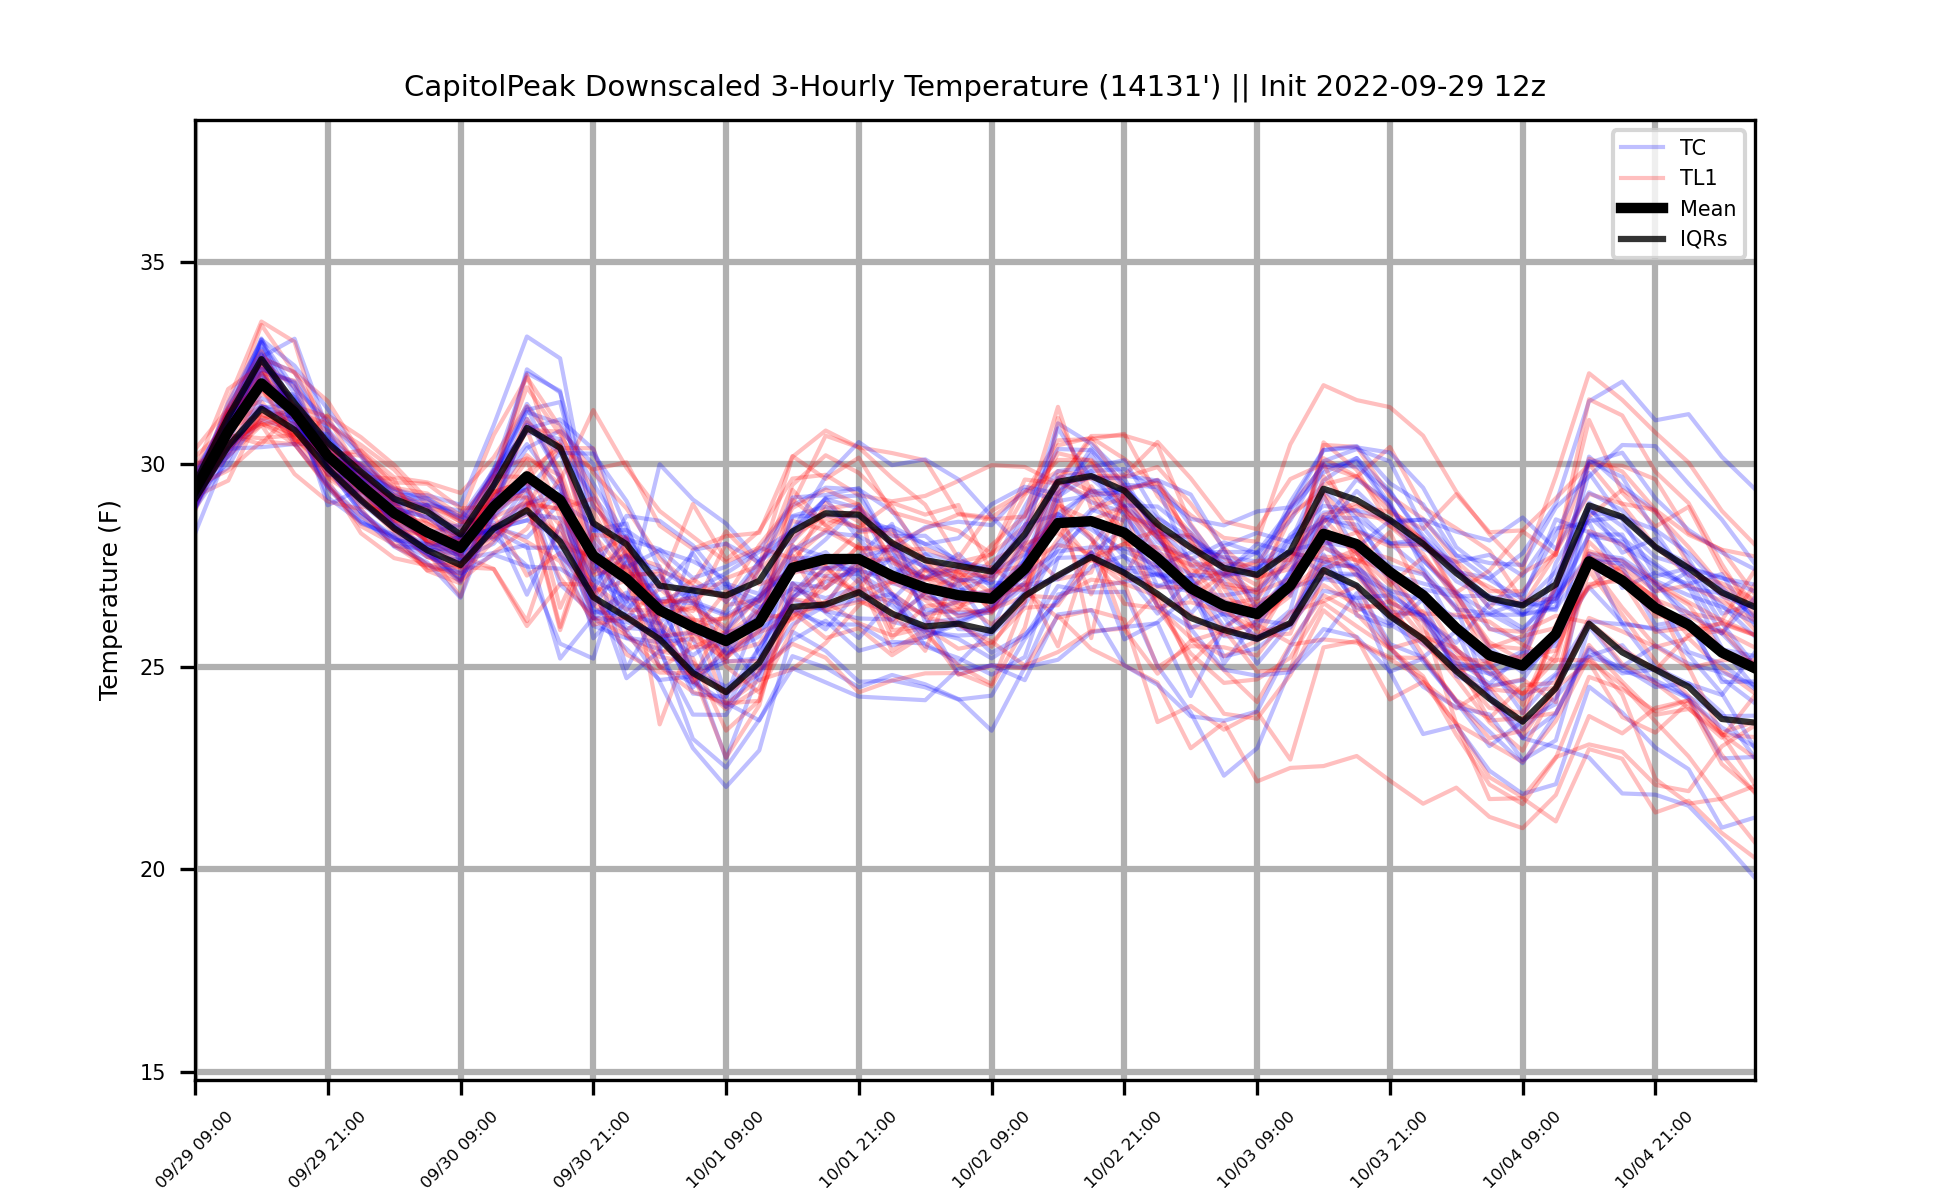 CapitolPeak Downscaled 3-Hourly Temperature (14131') || Init 2022-09-29 12z
TC
TL1
Mean
IQRs
Temperature (F)
35
30
25
20
15
09/29 09:00
09/29 21:00
09/30 09:00
09/30 21:00
10/01 09:00
10/01 21:00
10/02 09:00
10/02 21:00
10/03 09:00
10/03 21:00
10/04 09:00
10/04 21:00